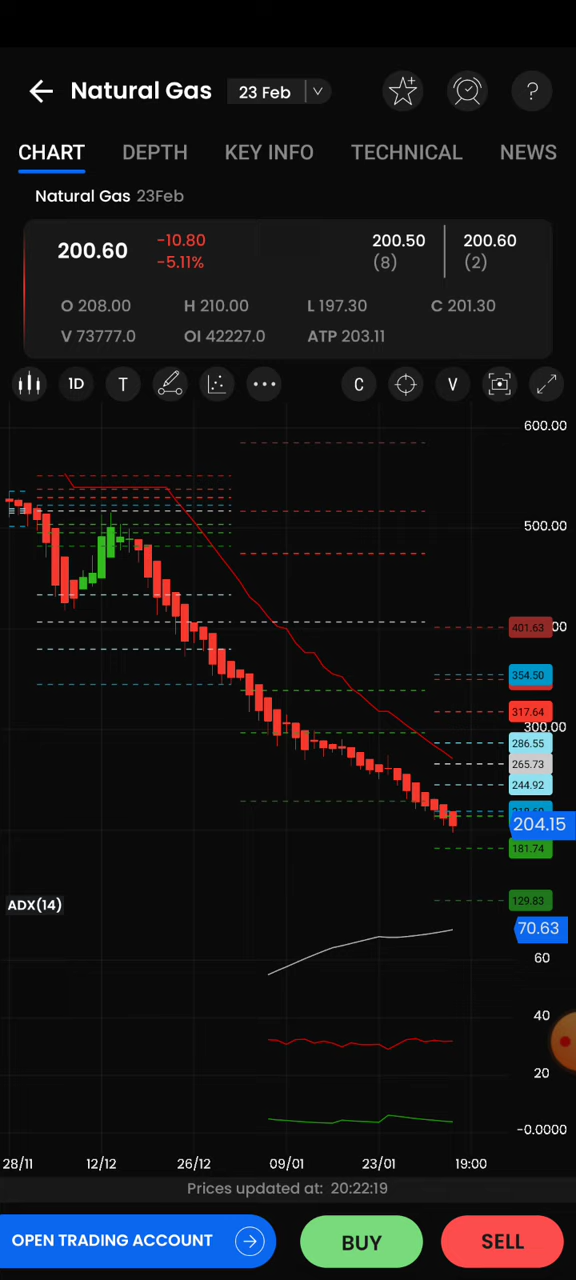 Natural Gas 23 Feb ?
CHART DEPTH KEY INFO TECHNICAL NEWS
Natural Gas 23Feb
200.60 -10.80 200.50 200.60
-5.11% (8) (2)
O 208.00 H 210.00 L 197.30 C 201.30
V 73777.0 OI 42227.0 ATP 203.11
1D T C V
600.00
500.00
401.63
354.50
317.64
300.00
286.55
265.73
244.92
204.15
181.74
129.83
ADX(14)
70.63
60
40
20
-0.0000
28/11 12/12 26/12 09/01 23/01 19:00
Prices updated at: 20:22:19
OPEN TRADING ACCOUNT BUY SELL